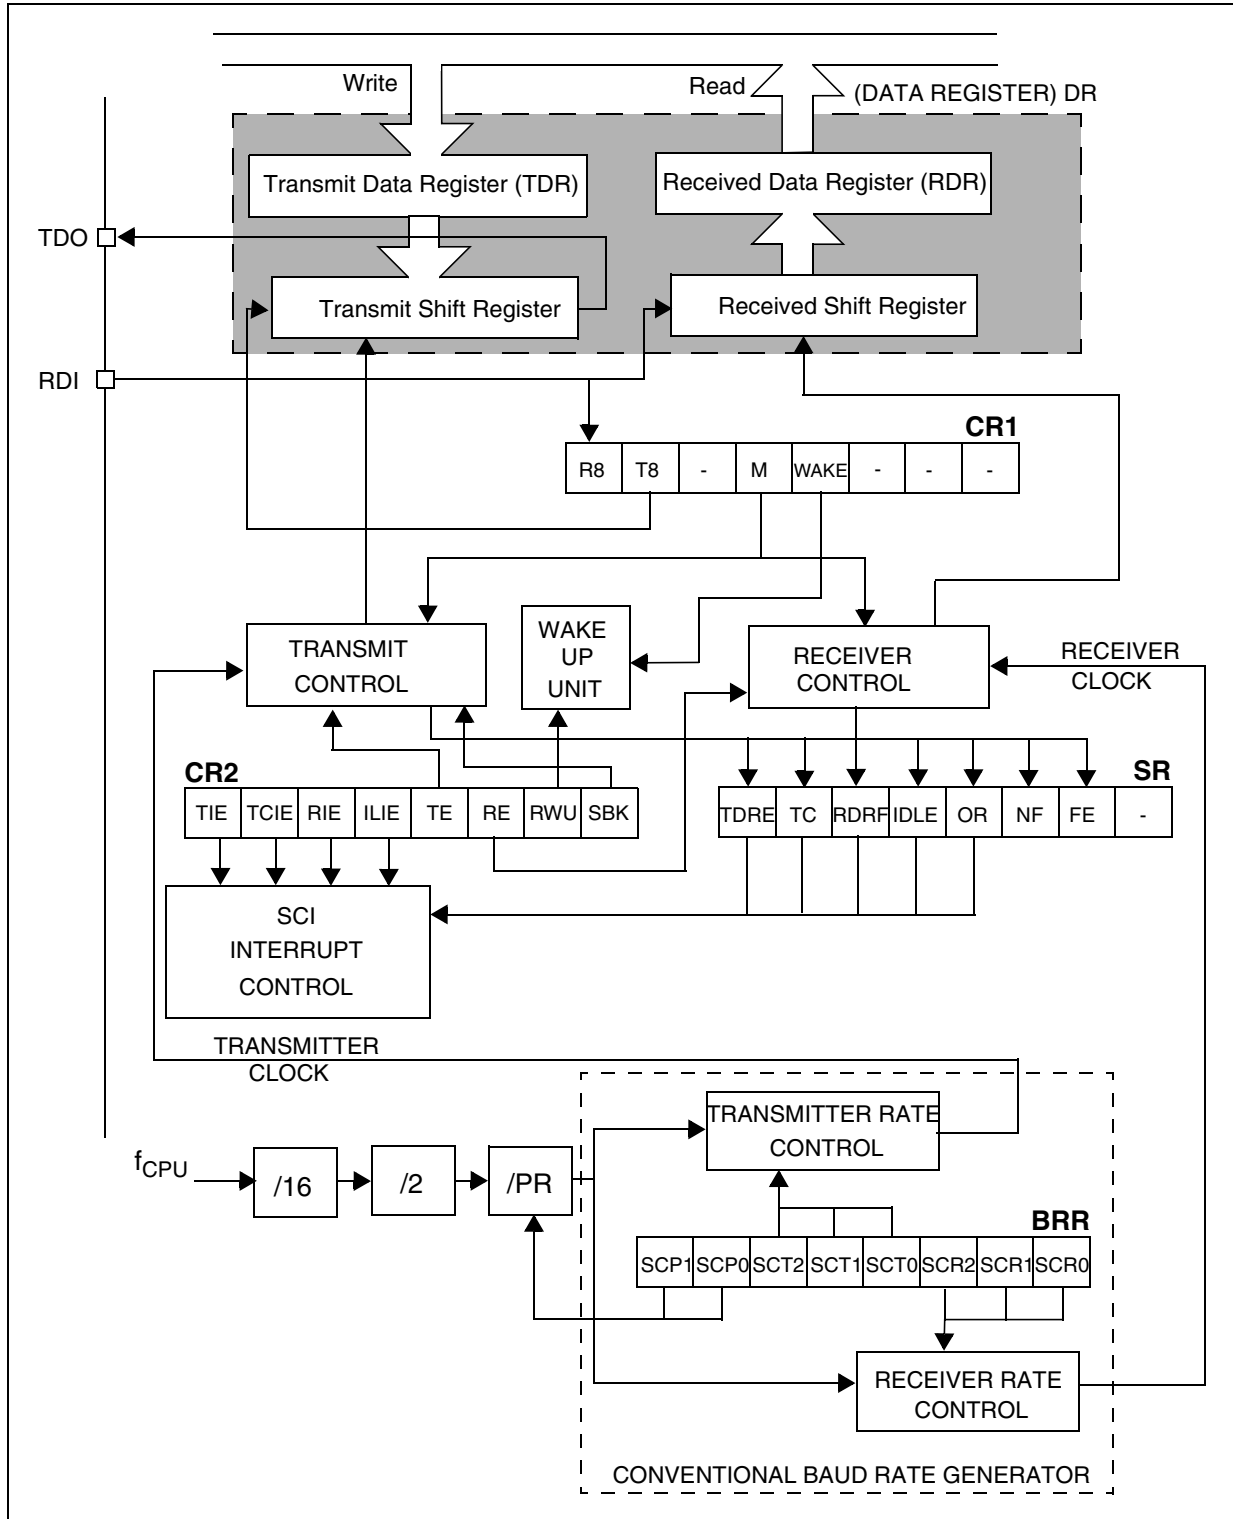 Write
Read
(DATA REGISTER) DR
Transmit Data Register (TDR)
Received Data Register (RDR)
TDO
Transmit Shift Register
Received Shift Register
RDI
CR1
R8 T8 - M WAKE - - -
TRANSMIT
CONTROL
WAKE
UP
UNIT
RECEIVER
CONTROL
RECEIVER
CLOCK
CR2
SR
TIE TCIE RIE ILIE TE RE RWU SBK
TDRE TC RDRF IDLE OR NF FE -
SCI
INTERRUPT
CONTROL
TRANSMITTER
CLOCK
TRANSMITTER RATE
CONTROL
fCPU
/16
/2
/PR
BRR
SCP1 SCP0 SCT2 SCT1 SCT0 SCR2 SCR1 SCR0
RECEIVER RATE
CONTROL
CONVENTIONAL BAUD RATE GENERATOR